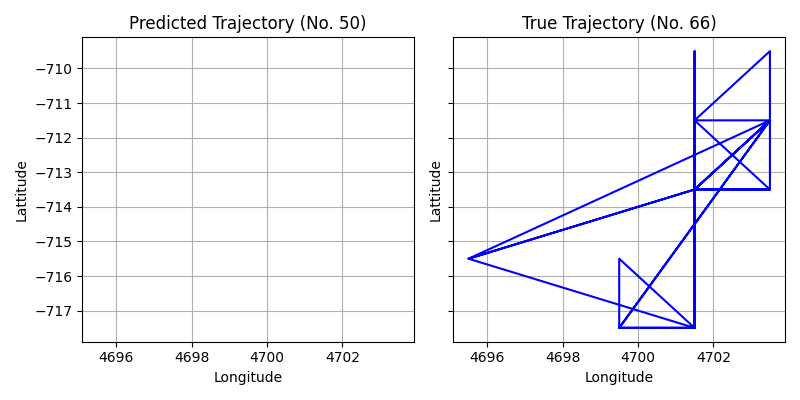 Predicted Trajectory (No. 50)
True Trajectory (No. 66)
−710
−711
−712
−713
−714
−715
−716
−717
Lattitude
4696 4698 4700 4702
Longitude
Lattitude
4696 4698 4700 4702
Longitude